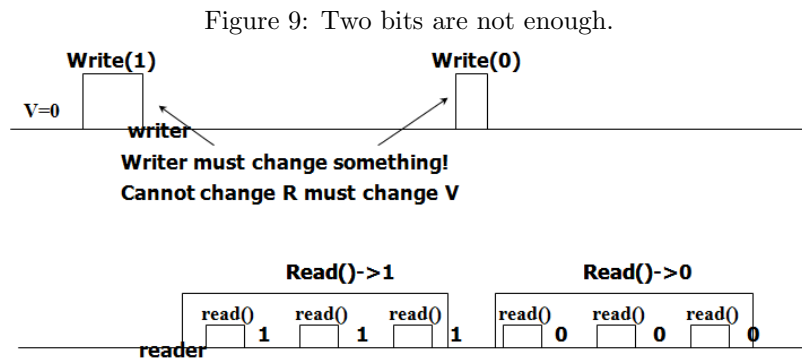 Figure 9: Two bits are not enough.
Write(1) Write(0)
V=0
writer
Writer must change something!
Cannot change R must change V
Read()->1 Read()->0
read() read() read() read() read() read()
1 1 1 0 0 0
reader